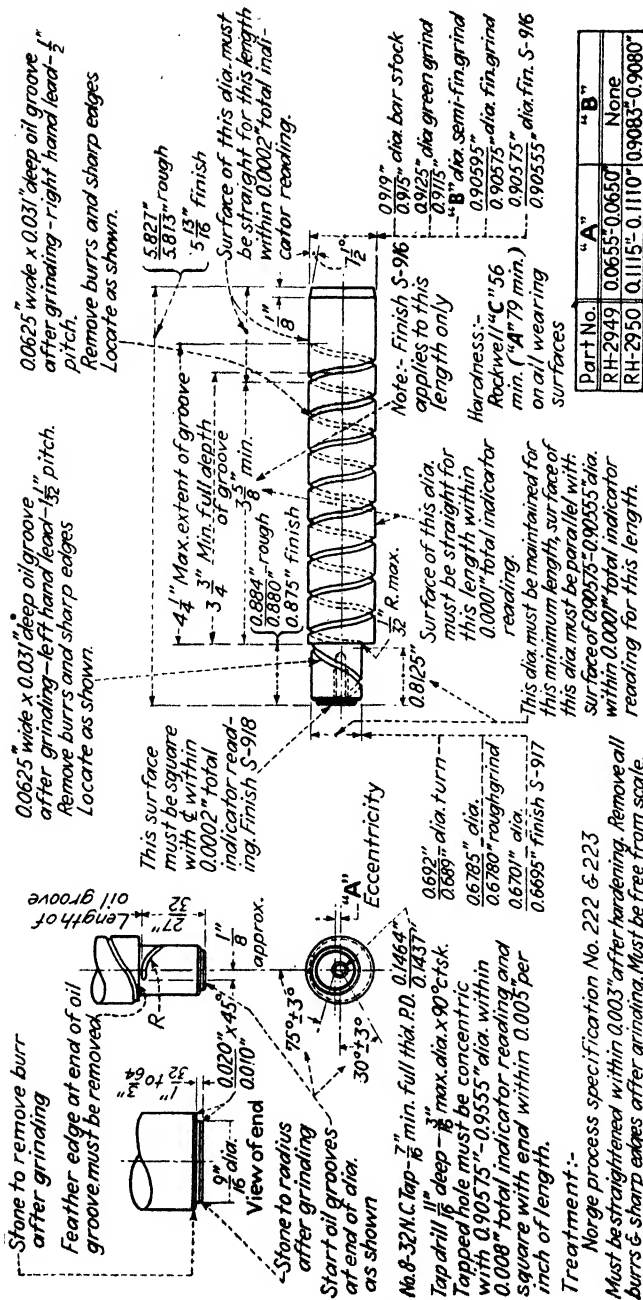 Stone to remove burr
after grinding
Feather edge at end of oil
groove must be removed
Length of
oil groove
27"
32
R
1"
8
approx.
1" to 3"
32 64
0.020" x 45°
0.010"
9" dia.
16
View of end
Stone to radius
after grinding
Start oil grooves
at end of dia.
as shown
75°±3°
30°±3°
"A"
Eccentricity
No.8-32 N.C. Tap-7/16" min. full thd. P.D. 0.1464"
0.1437"
Tap drill 11/16" deep-3/16" max. dia. x 90° ctsk.
Tapped hole must be concentric
with 0.90575"-0.9555" dia. within
0.008" total indicator reading and
square with end within 0.005" per
inch of length.
Treatment:-
Norge process specification No. 222 & 223
Must be straightened within 0.003" after hardening. Remove all
burrs & sharp edges after grinding. Must be free from scale.
0.0625" wide x 0.031" deep oil groove
after grinding-left hand lead-1/32" pitch.
Remove burrs and sharp edges
Locate as shown.
This surface
must be square
with ℄ within
0.0002" total
indicator read-
ing. Finish S-918
0.692"
0.689" dia. turn
0.6785" dia.
0.6780" rough grind
0.6701" dia.
0.6695" finish S-917
0.0625" wide x 0.031" deep oil groove
after grinding-right hand lead-1/2"
pitch.
Remove burrs and sharp edges
Locate as shown.
5.827"
5.813" rough
5 13/16" finish
4 1/4" Max. extent of groove
3 3/4" Min. full depth
of groove
3 5/8" min.
0.884"
0.880" rough
0.875" finish
Surface of this dia. must
be straight for this length
within 0.0002" total indi-
cator reading.
1"
8
7 1/2°
1/32" R. max.
0.8125"
Note:- Finish S-916
applies to this
length only
Surface of this dia.
must be straight for
this length within
0.0001" total indicator
reading.
This dia. must be maintained for
this minimum length, surface of
this dia. must be parallel with
surface of 0.90575"-0.90555" dia.
within 0.0001" total indicator
reading for this length.
Hardness:-
Rockwell "C" 56
min. ("A" 79 min.)
on all wearing
surfaces
0.919"
0.915" dia. bar stock
0.9125" dia green grind
0.9115"
"B" dia. semi-fin. grind
0.90595"
0.90575" dia. fin. grind
0.90575"
0.90555" dia. fin. S-916
Part No. "A" "B"
RH-2949 0.0655"-0.0650" None
RH-2950 0.1115"-0.1110" 0.9083"-0.9080"